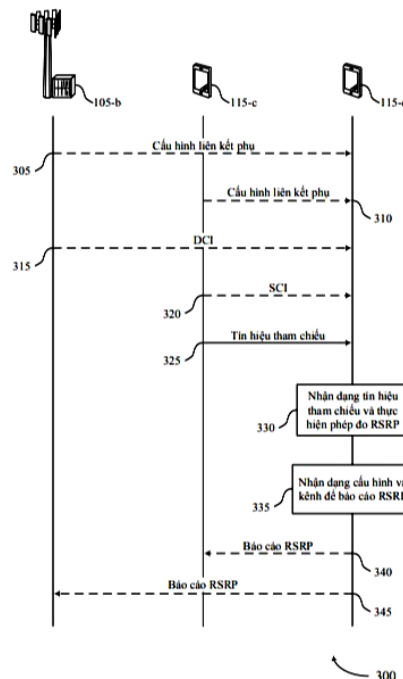 105-b
115-c
115-
Cấu hình liên kết phụ
305
Cấu hình liên kết phụ
310
DCI
315
SCI
320
Tín hiệu tham chiếu
325
Nhận dạng tín hiệu
tham chiếu và thực
hiện phép đo RSRP
330
Nhận dạng cấu hình và
kênh để báo cáo RSRP
335
Báo cáo RSRP
340
Báo cáo RSRP
345
300